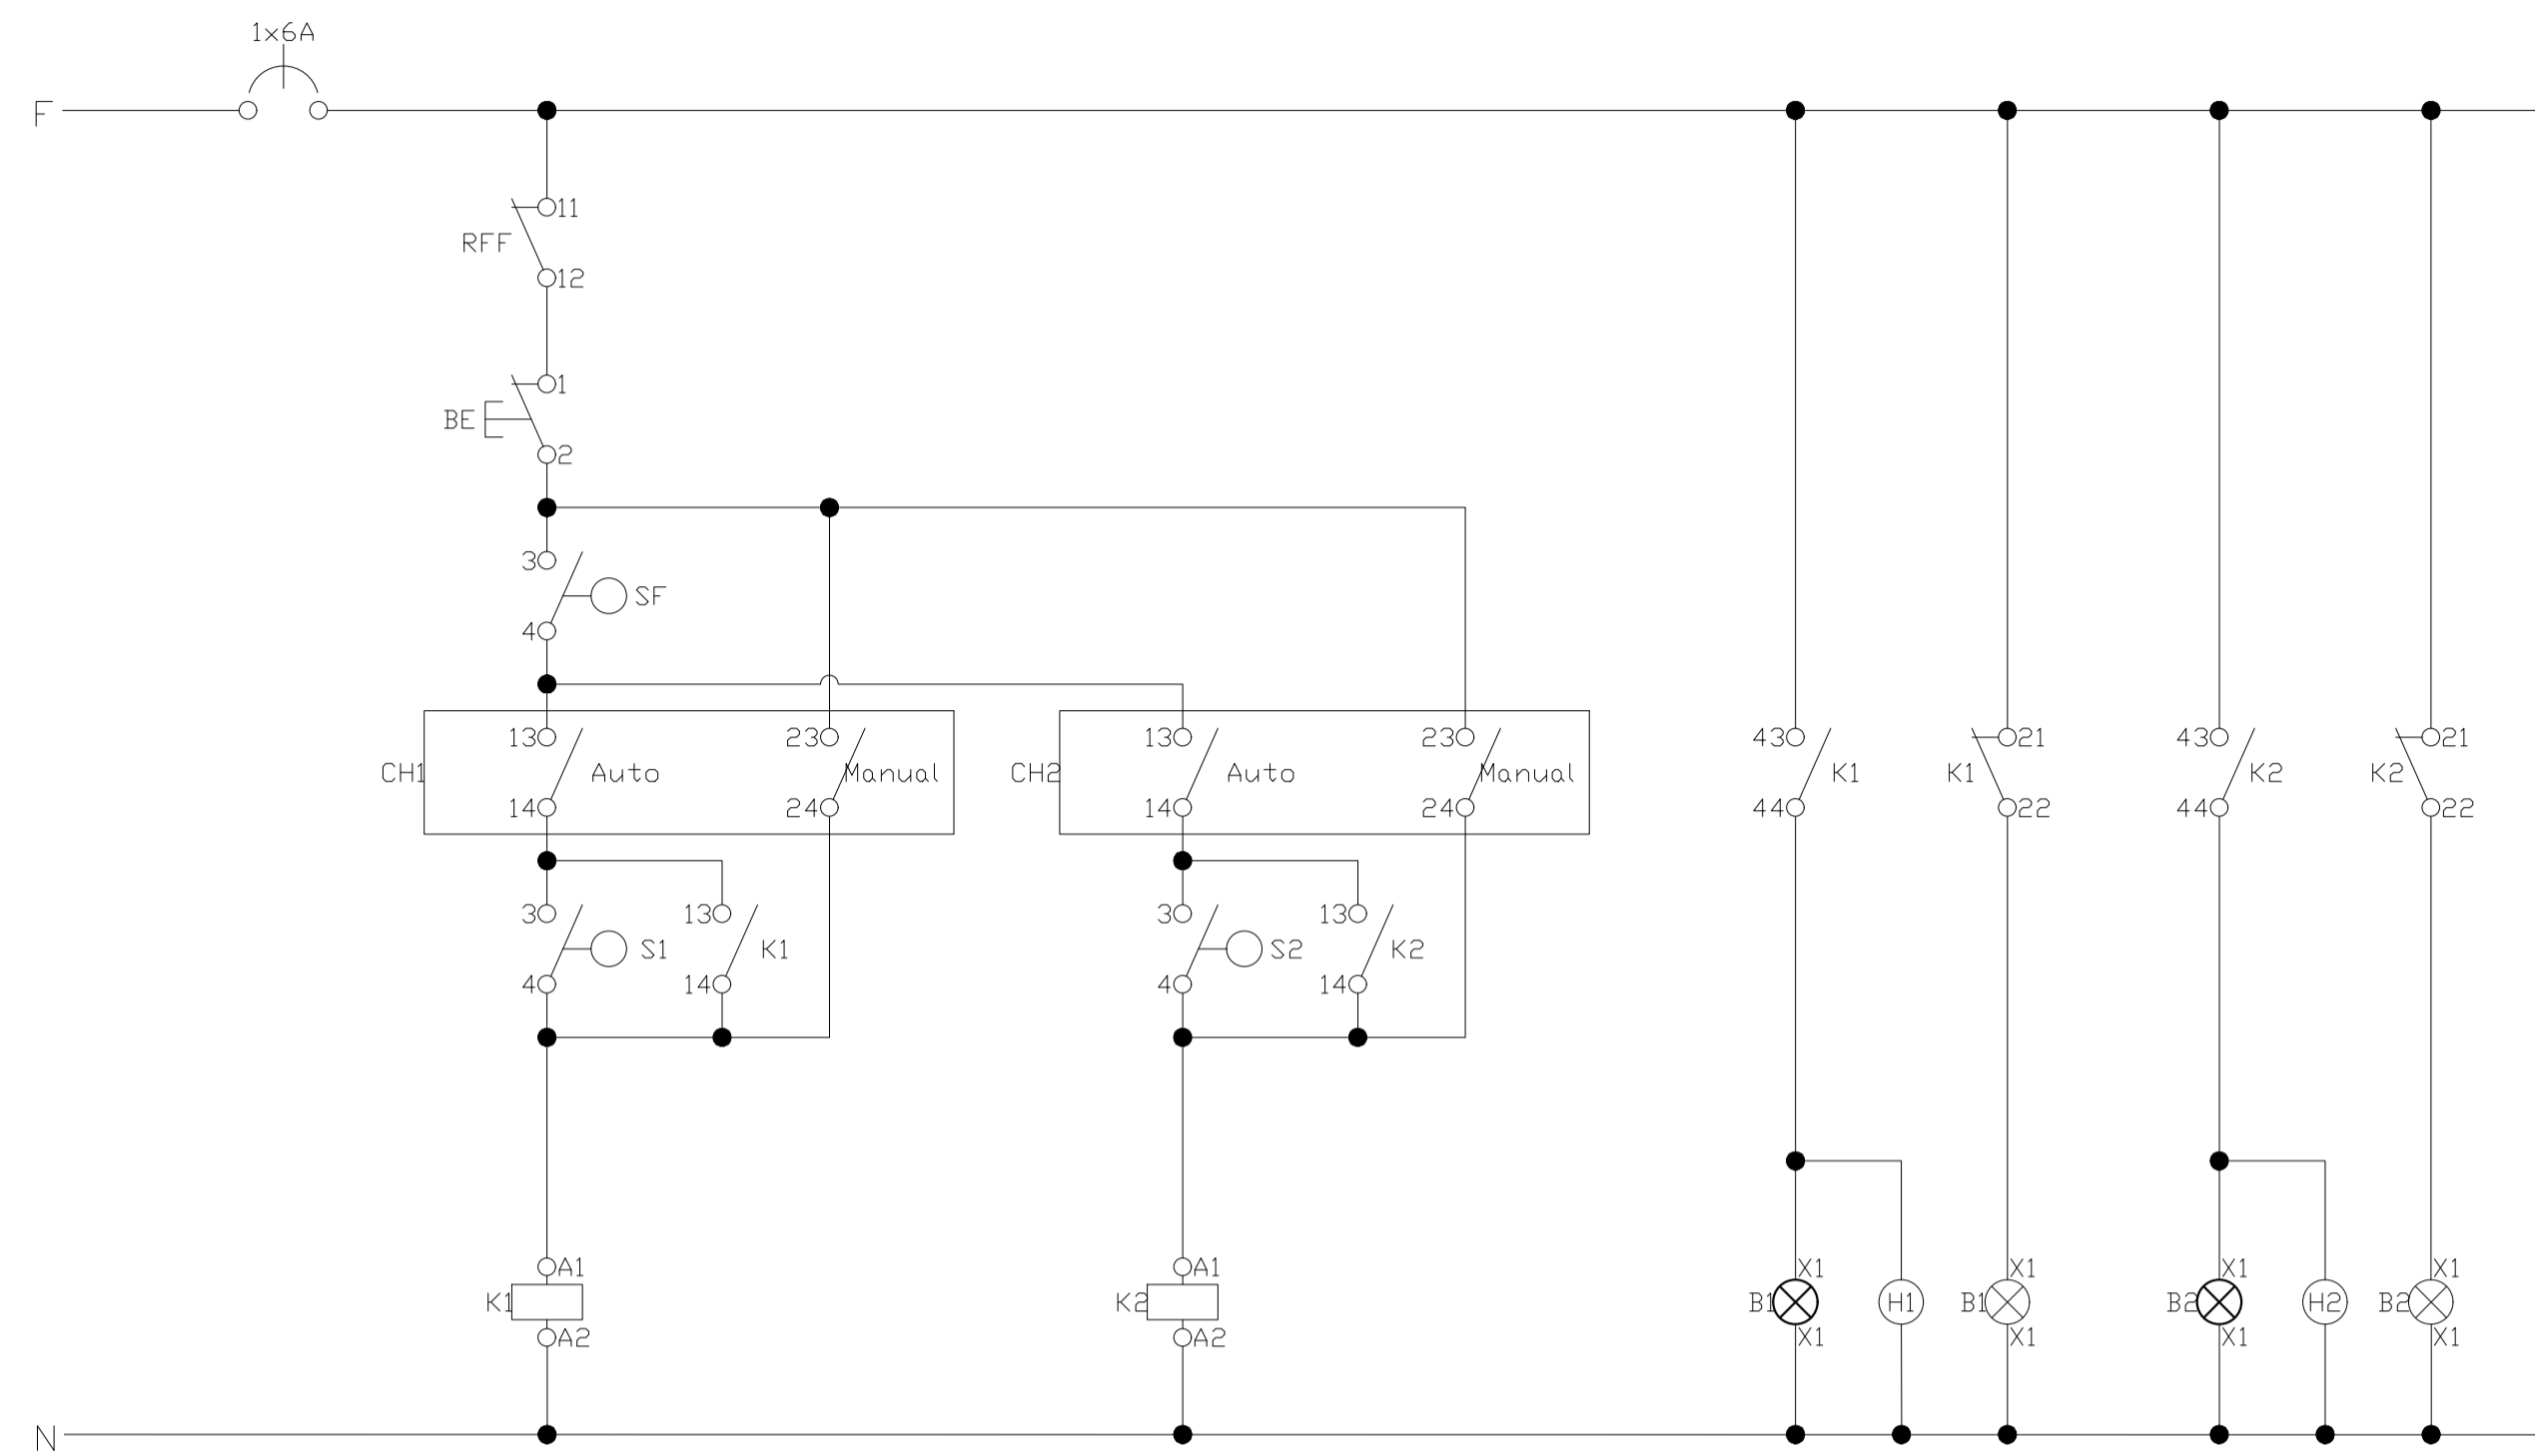 1x6A
F
11
RFF
12
1
BE
2
3
SF
4
13 23 13 23 43 21 43 21
CH1 Auto Manual CH2 Auto Manual K1 K1 K2 K2
14 24 14 24 44 22 44 22
3 13 3 13
S1 K1 S2 K2
4 14 4 14
A1 A1 X1 X1 X1 X1
K1 K2 B1 H1 B1 B2 H2 B2
A2 A2 X1 X1 X1 X1
N